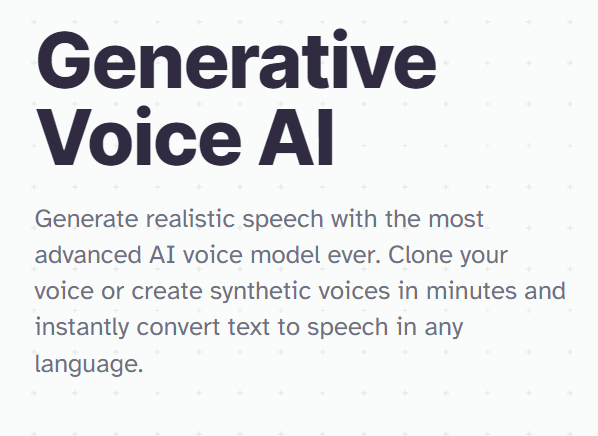 Generative
Voice AI
Generate realistic speech with the most
advanced AI voice model ever. Clone your
voice or create synthetic voices in minutes and
instantly convert text to speech in any
language.